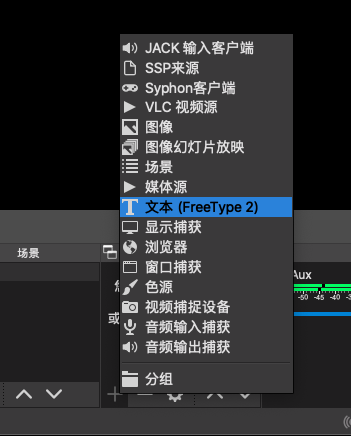 JACK 输入客户端
SSP来源
Syphon客户端
VLC 视频源
图像
图像幻灯片放映
场景
媒体源
文本 (FreeType 2)
显示捕获
浏览器
窗口捕获
色源
视频捕捉设备
音频输入捕获
音频输出捕获
分组
场景
或
Aux
-50 -45 -40